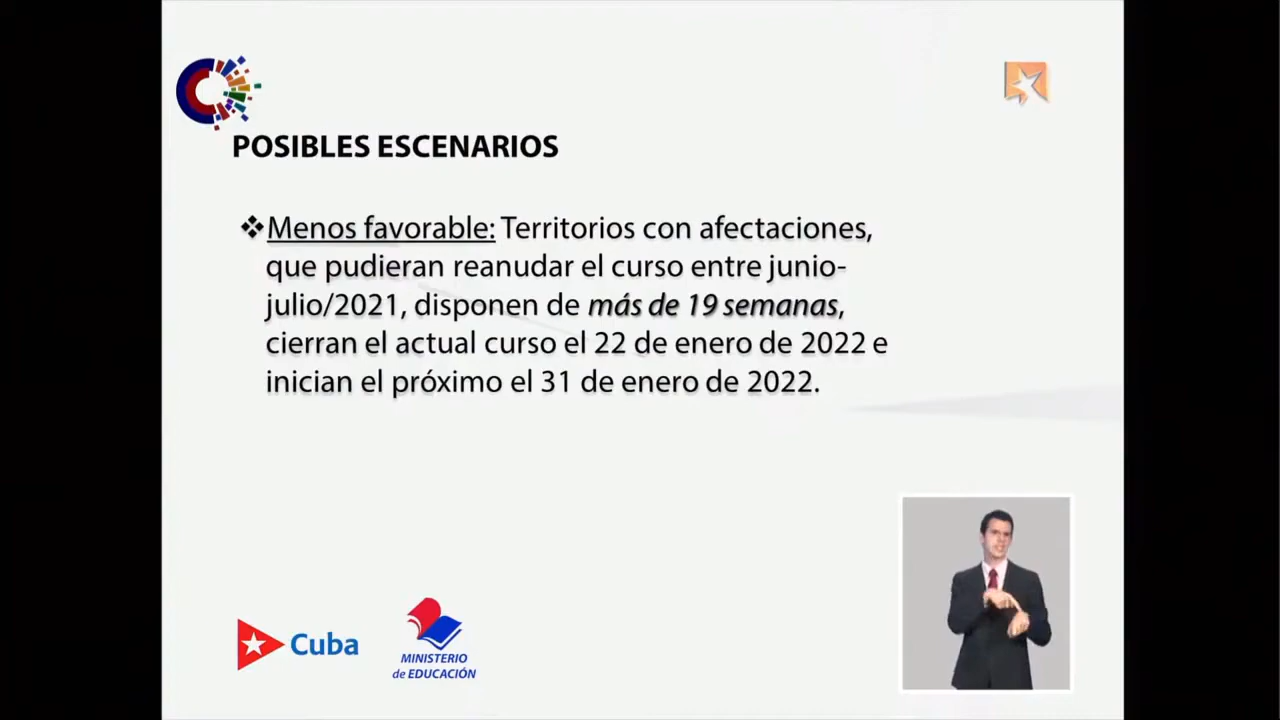 POSIBLES ESCENARIOS
❖Menos favorable: Territorios con afectaciones,
que pudieran reanudar el curso entre junio-
julio/2021, disponen de más de 19 semanas,
cierran el actual curso el 22 de enero de 2022 e
inician el próximo el 31 de enero de 2022.
Cuba
MINISTERIO
de EDUCACIÓN